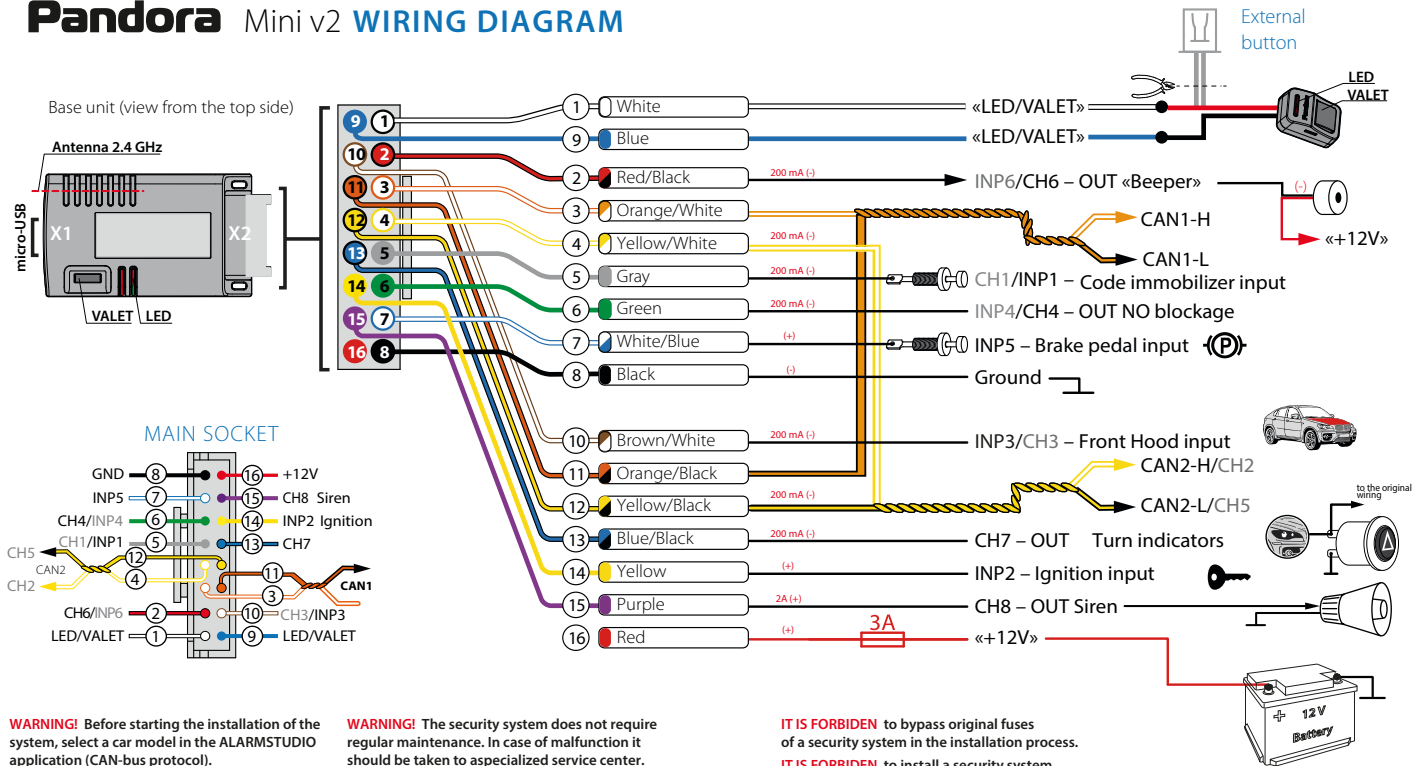 Pandora Mini v2 WIRING DIAGRAM
External
button
LED
VALET
Base unit (view from the top side)
Antenna 2.4 GHz
micro-USB
X1
X2
VALET
LED
9 1
10 2
11 3
12 4
13 5
14 6
15 7
16 8
1 White «LED/VALET»
9 Blue «LED/VALET»
2 Red/Black 200 mA (-) INP6/CH6 – OUT «Beeper» (-)
«+12V»
3 Orange/White CAN1-H
4 Yellow/White 200 mA (-)
CAN1-L
5 Gray 200 mA (-) CH1/INP1 – Code immobilizer input
6 Green 200 mA (-) INP4/CH4 – OUT NO blockage
7 White/Blue (+) INP5 – Brake pedal input (P)
8 Black (-) Ground
10 Brown/White 200 mA (-) INP3/CH3 – Front Hood input
11 Orange/Black CAN2-H/CH2
12 Yellow/Black 200 mA (-) CAN2-L/CH5
to the original
wiring
13 Blue/Black 200 mA (-) CH7 – OUT Turn indicators
14 Yellow (+) INP2 – Ignition input
15 Purple 2A (+) CH8 – OUT Siren
16 Red (+) 3A «+12V»
12 V
Battery
MAIN SOCKET
GND 8 16 +12V
INP5 7 15 CH8 Siren
CH4/INP4 6 14 INP2 Ignition
CH1/INP1 5 13 CH7
CH5 12
CAN2 11
CH2 4 CAN1
3
CH6/INP6 2 10 CH3/INP3
LED/VALET 1 9 LED/VALET
WARNING! Before starting the installation of the
system, select a car model in the ALARMSTUDIO
application (CAN-bus protocol).
WARNING! The security system does not require
regular maintenance. In case of malfunction it
should be taken to aspecialized service center.
IT IS FORBIDEN to bypass original fuses
of a security system in the installation process.
IT IS FORBIDEN to install a security system